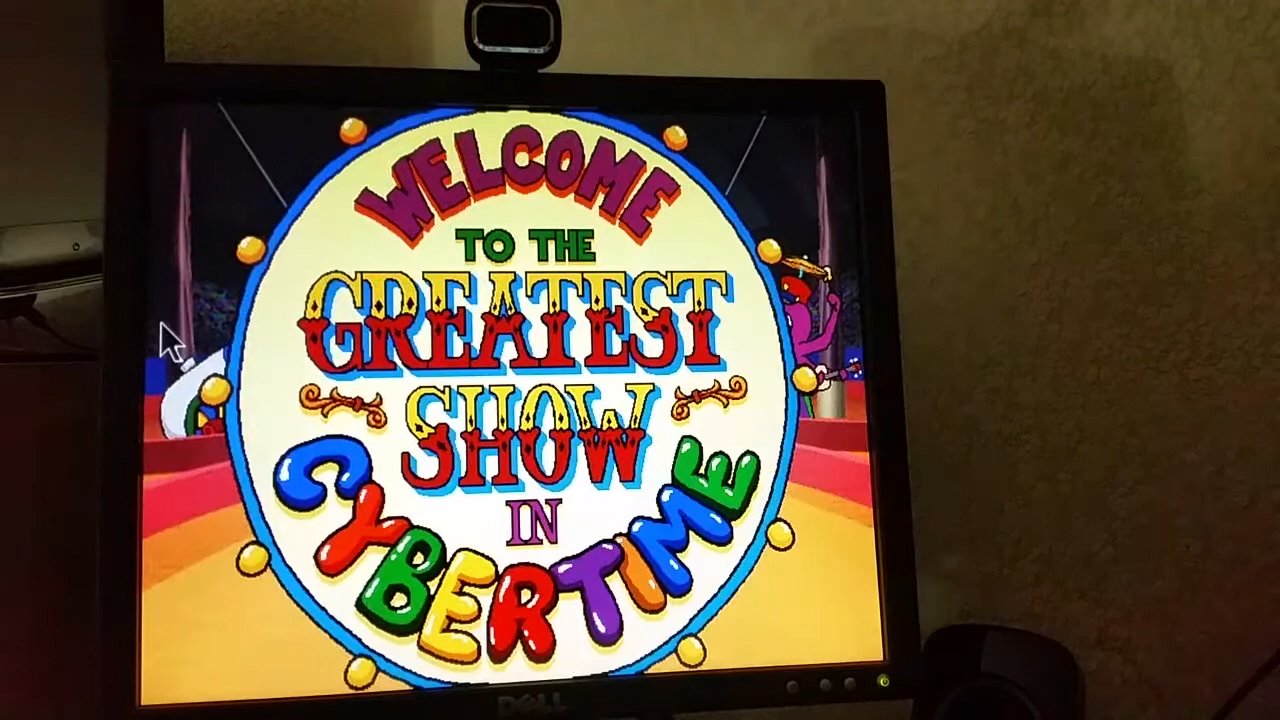 WELCOME
TO THE
GREATEST
SHOW
IN
CYBERTIME
DELL